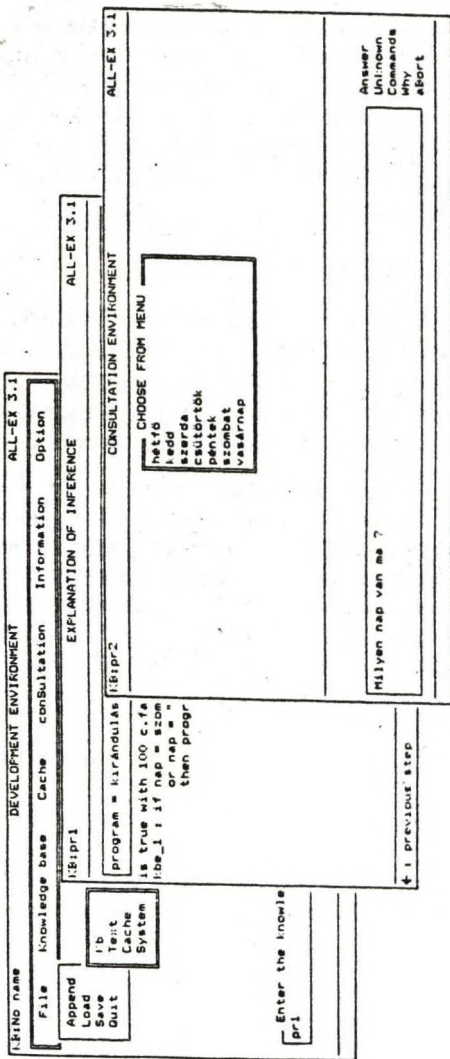 KB:No name DEVELOPMENT ENVIRONMENT ALL-EX 3.1
File Knowledge base Cache conSultation Information Option
Append
Load
Save
Quit
Kb
Text
Cache
System
Enter the knowle
pr1
KB:pr1 EXPLANATION OF INFERENCE ALL-EX 3.1
program = kirándulás
is true with 100 c.fa
kbe_1 : if nap = szom
or nap = "
then progr
← : previous step
KB:pr2 CONSULTATION ENVIRONMENT ALL-EX 3.1
CHOOSE FROM MENU
hétfő
kedd
szerda
csütörtök
péntek
szombat
vasárnap
Milyen nap van ma ?
Answer
Unknown
Commands
Why
aBort